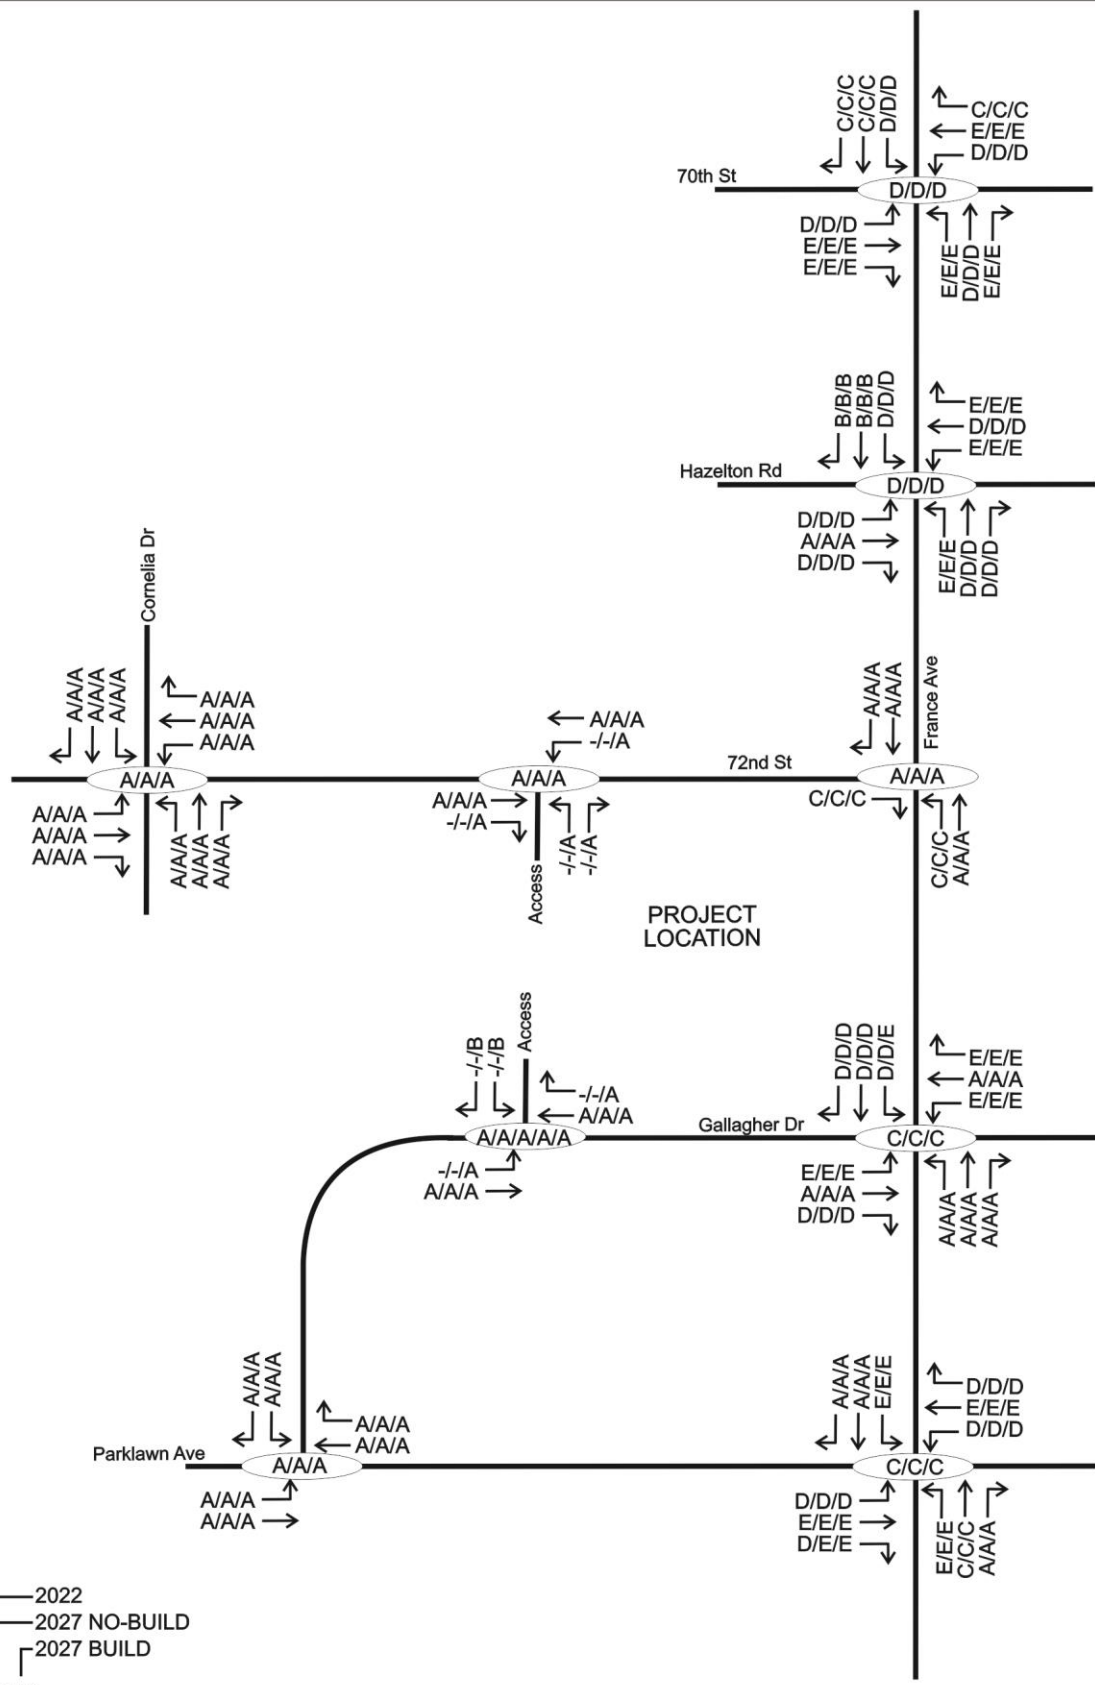 C/C/C
C/C/C
D/D/D
C/C/C
E/E/E
D/D/D
70th St
D/D/D
D/D/D
E/E/E
E/E/E
E/E/E
D/D/D
E/E/E
B/B/B
B/B/B
D/D/D
E/E/E
D/D/D
E/E/E
Hazelton Rd
D/D/D
D/D/D
A/A/A
D/D/D
E/E/E
D/D/D
D/D/D
Cornelia Dr
A/A/A
A/A/A
A/A/A
A/A/A
A/A/A
A/A/A
A/A/A
A/A/A
A/A/A
A/A/A
A/A/A
A/A/A
A/A/A
A/A/A
-/-/A
A/A/A
A/A/A
-/-/A
-/-/A
-/-/A
Access
72nd St
France Ave
A/A/A
A/A/A
A/A/A
C/C/C
C/C/C
A/A/A
PROJECT
LOCATION
Access
-/-/B
-/-/B
-/-/A
A/A/A
A/A/A/A/A
-/-/A
A/A/A
Gallagher Dr
D/D/D
D/D/D
D/D/E
E/E/E
A/A/A
E/E/E
C/C/C
E/E/E
A/A/A
D/D/D
A/A/A
A/A/A
A/A/A
A/A/A
A/A/A
A/A/A
A/A/A
Parklawn Ave
A/A/A
A/A/A
A/A/A
A/A/A
A/A/A
E/E/E
D/D/D
E/E/E
D/D/D
C/C/C
D/D/D
E/E/E
D/E/E
E/E/E
C/C/C
A/A/A
2022
2027 NO-BUILD
2027 BUILD